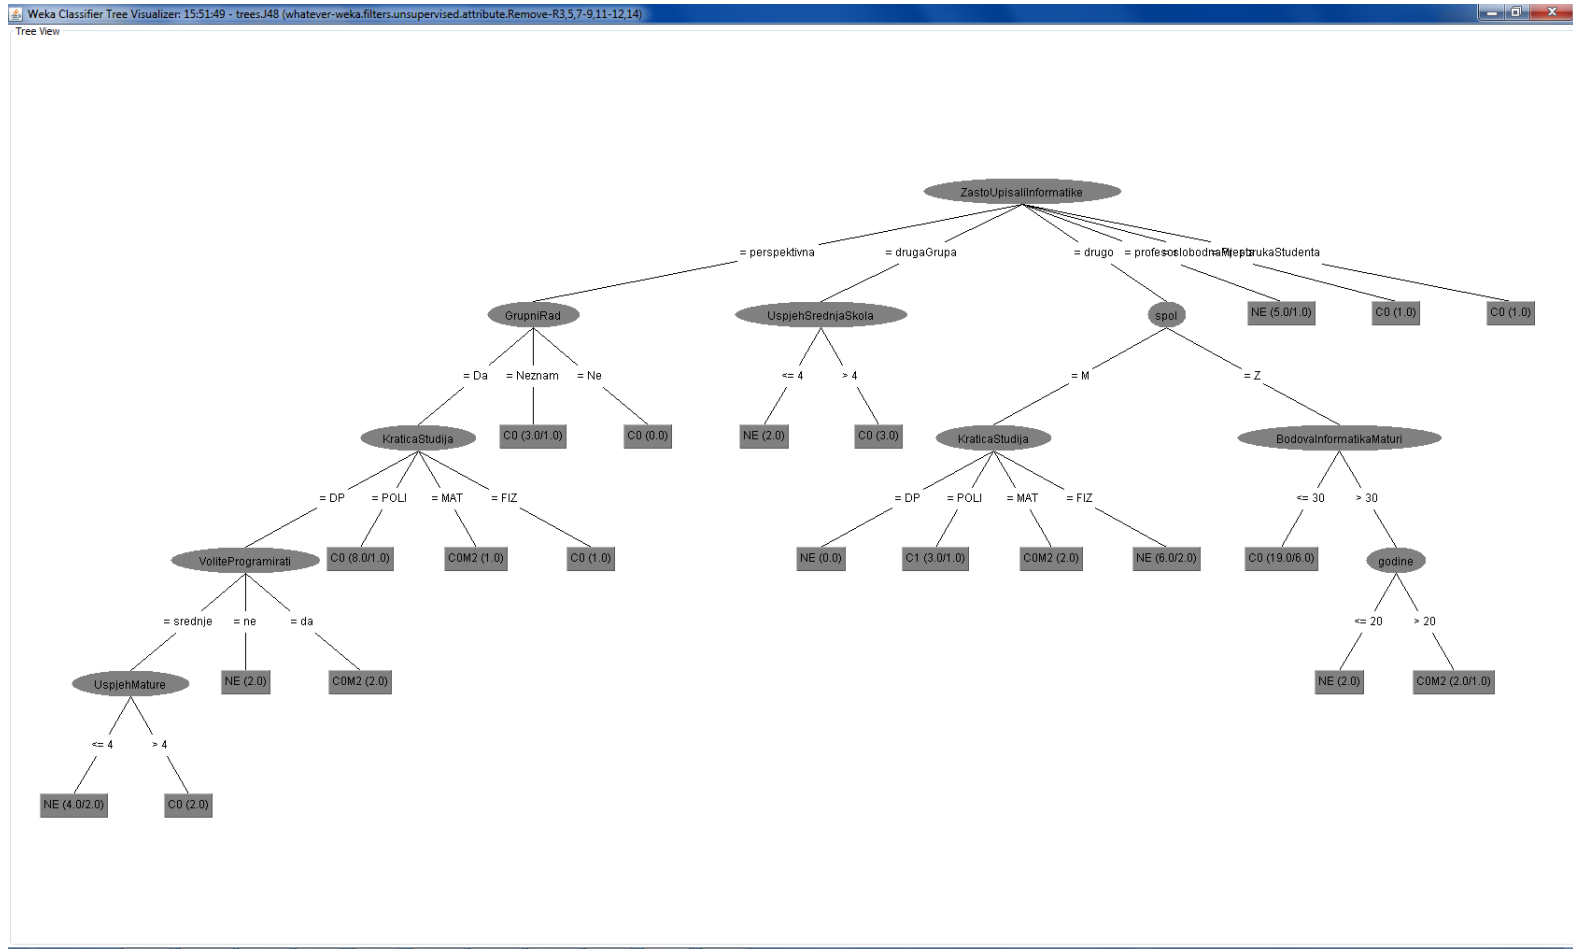 Weka Classifier Tree Visualizer: 15:51:49 - trees.J48 (whatever-weka.filters.unsupervised.attribute.Remove-R3,5,7-9,11-12,14)
Tree View
ZastoUpisaliInformatike
= perspektivna
= drugaGrupa
= drugo
GrupniRad
UspjehSrednjaSkola
spol
NE (5.0/1.0)
C0 (1.0)
C0 (1.0)
= Da
= Neznam
= Ne
<= 4
> 4
= M
= Z
KraticaStudija
C0 (3.0/1.0)
C0 (0.0)
NE (2.0)
C0 (3.0)
KraticaStudija
BodovaInformatikaMaturi
= DP
= POLI
= MAT
= FIZ
= DP
= POLI
= MAT
= FIZ
<= 30
> 30
VoliteProgramirati
C0 (8.0/1.0)
C0M2 (1.0)
C0 (1.0)
NE (0.0)
C1 (3.0/1.0)
C0M2 (2.0)
NE (6.0/2.0)
C0 (19.0/6.0)
godine
= srednje
= ne
= da
<= 20
> 20
UspjehMature
NE (2.0)
C0M2 (2.0)
NE (2.0)
C0M2 (2.0/1.0)
<= 4
> 4
NE (4.0/2.0)
C0 (2.0)